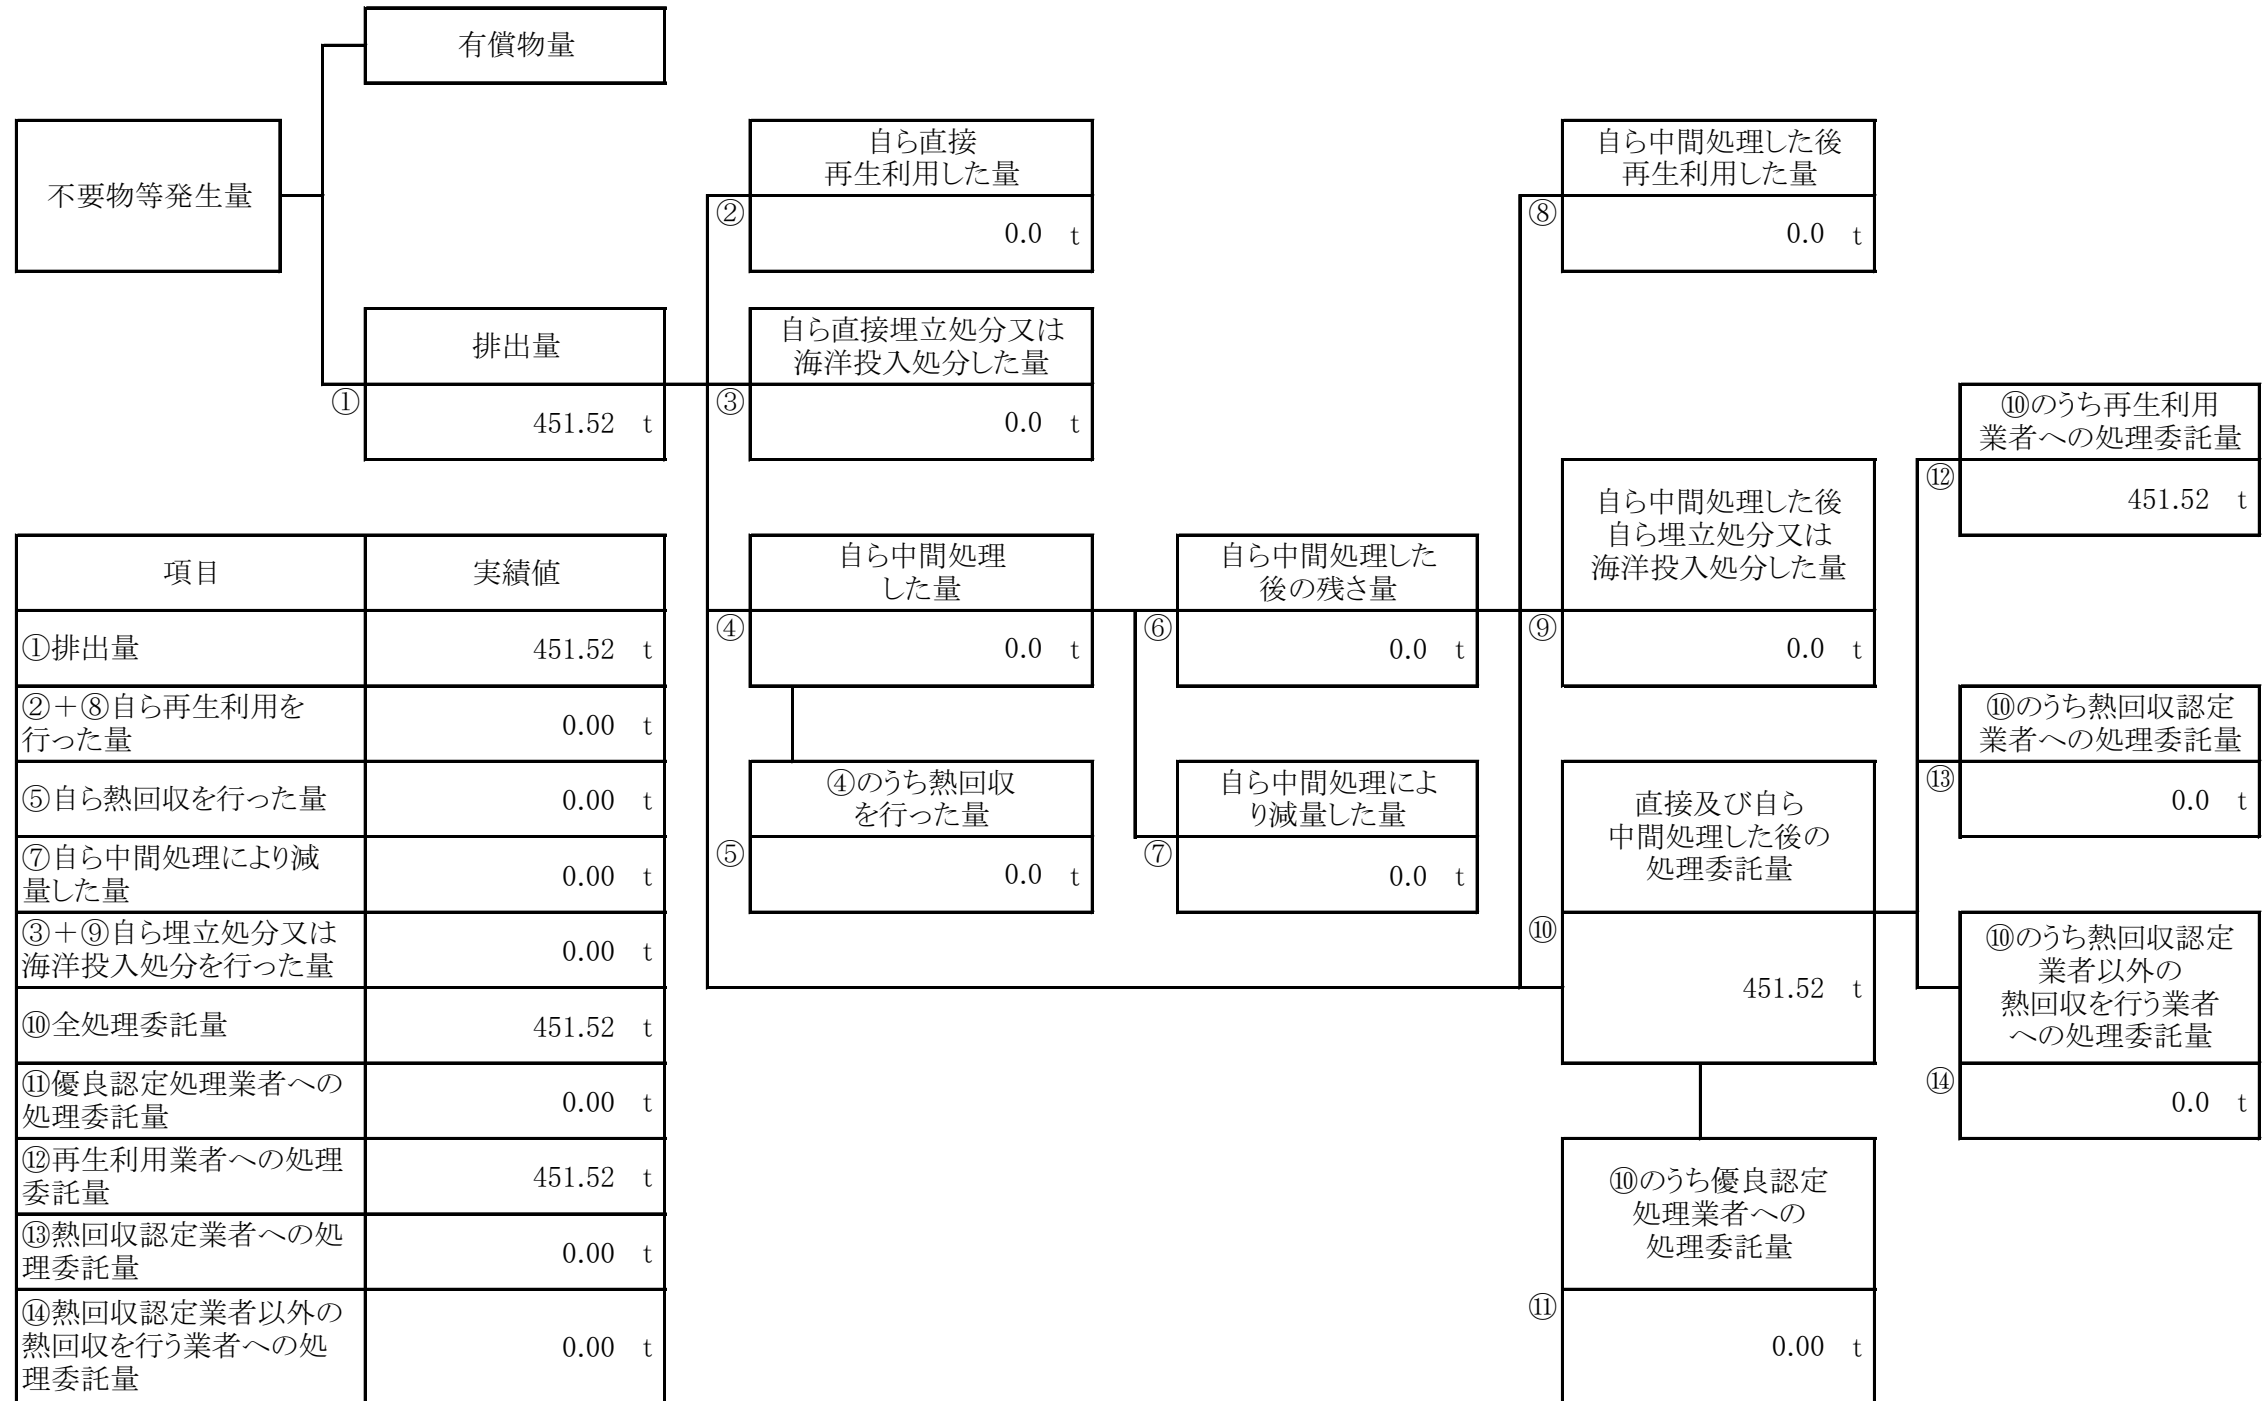 有償物量
不要物等発生量
自ら直接
再生利用した量
②
0.0 t
自ら中間処理した後
再生利用した量
⑧
0.0 t
排出量
①
451.52 t
自ら直接埋立処分又は
海洋投入処分した量
③
0.0 t
⑩のうち再生利用
業者への処理委託量
⑫
451.52 t
自ら中間処理した後
自ら埋立処分又は
海洋投入処分した量
⑨
0.0 t
自ら中間処理
した量
④
0.0 t
自ら中間処理した
後の残さ量
⑥
0.0 t
④のうち熱回収
を行った量
⑤
0.0 t
自ら中間処理によ
り減量した量
⑦
0.0 t
直接及び自ら
中間処理した後の
処理委託量
⑩
451.52 t
⑩のうち熱回収認定
業者への処理委託量
⑬
0.0 t
⑩のうち熱回収認定
業者以外の
熱回収を行う業者
への処理委託量
⑭
0.0 t
⑩のうち優良認定
処理業者への
処理委託量
⑪
0.00 t
項目 実績値
①排出量 451.52 t
②＋⑧自ら再生利用を
行った量 0.00 t
⑤自ら熱回収を行った量 0.00 t
⑦自ら中間処理により減
量した量 0.00 t
③＋⑨自ら埋立処分又は
海洋投入処分を行った量 0.00 t
⑩全処理委託量 451.52 t
⑪優良認定処理業者への
処理委託量 0.00 t
⑫再生利用業者への処理
委託量 451.52 t
⑬熱回収認定業者への処
理委託量 0.00 t
⑭熱回収認定業者以外の
熱回収を行う業者への処
理委託量 0.00 t